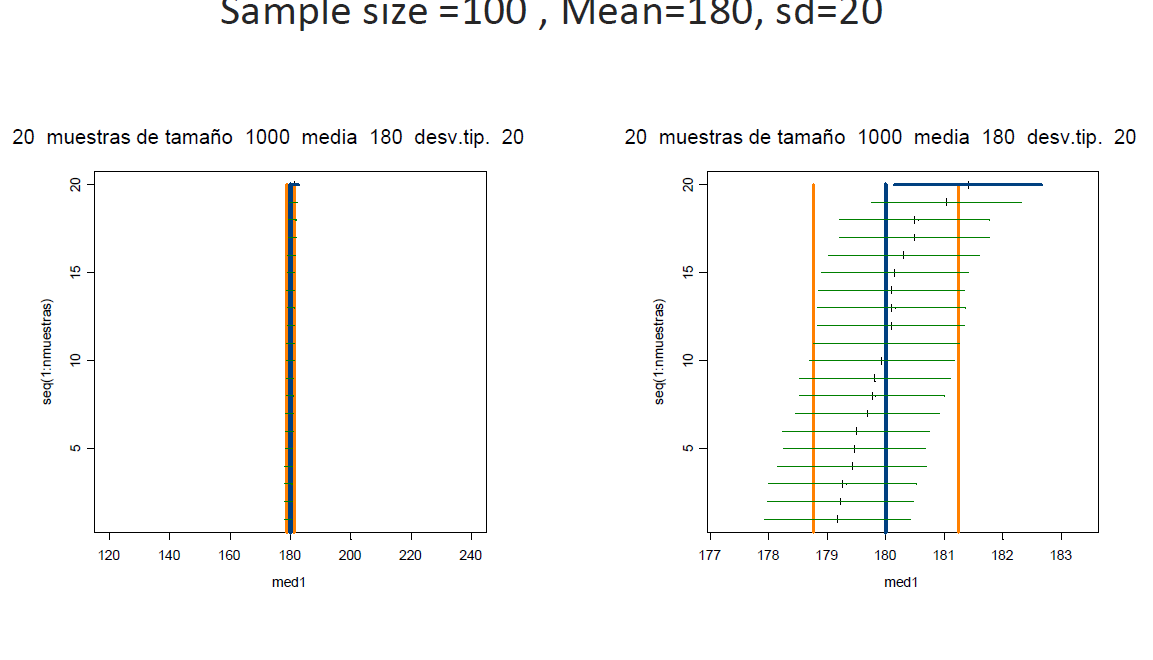 Sample size =100 , Mean=180, sd=20
20 muestras de tamaño 1000 media 180 desv.tip. 20
seq(1:nmuestras)
20
15
10
5
120 140 160 180 200 220 240
med1
20 muestras de tamaño 1000 media 180 desv.tip. 20
seq(1:nmuestras)
20
15
10
5
177 178 179 180 181 182 183
med1